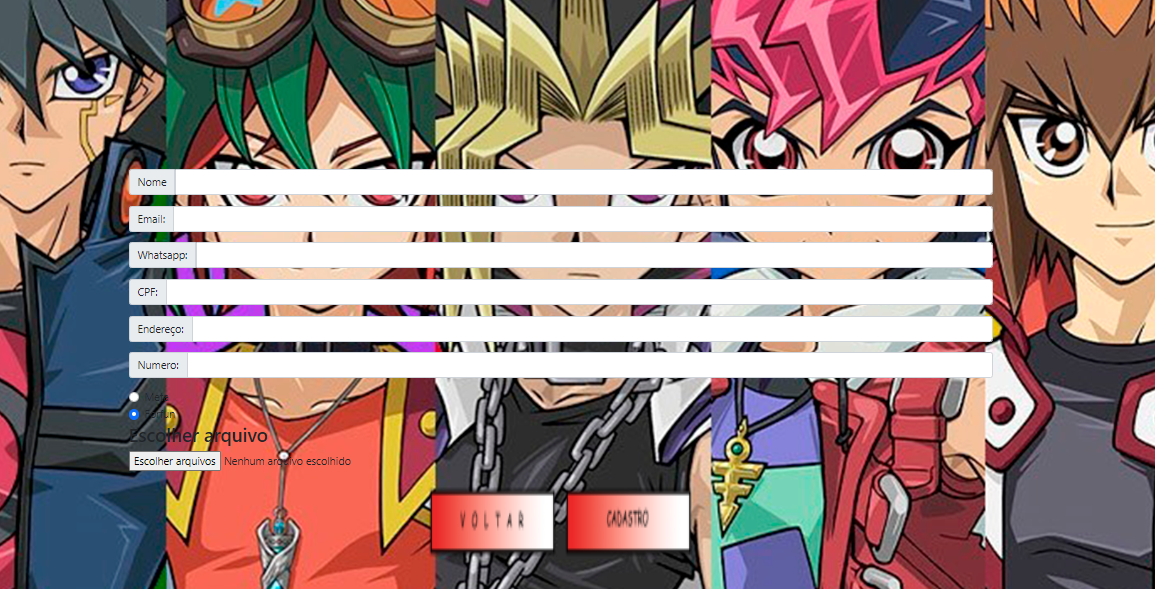 Nome
Email:
Whatsapp:
CPF:
Endereço:
Numero:
Escolher arquivo
Escolher arquivos Nenhum arquivo escolhido
VOLTAR CADASTRO